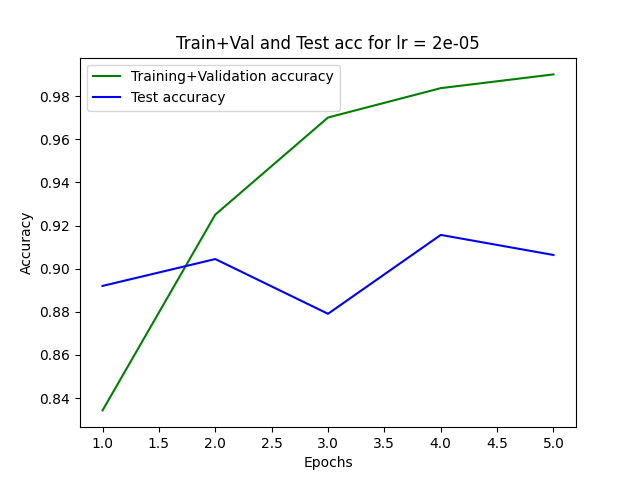 Train+Val and Test acc for lr = 2e-05
Training+Validation accuracy
Test accuracy
Accuracy
0.98
0.96
0.94
0.92
0.90
0.88
0.86
0.84
1.0 1.5 2.0 2.5 3.0 3.5 4.0 4.5 5.0
Epochs